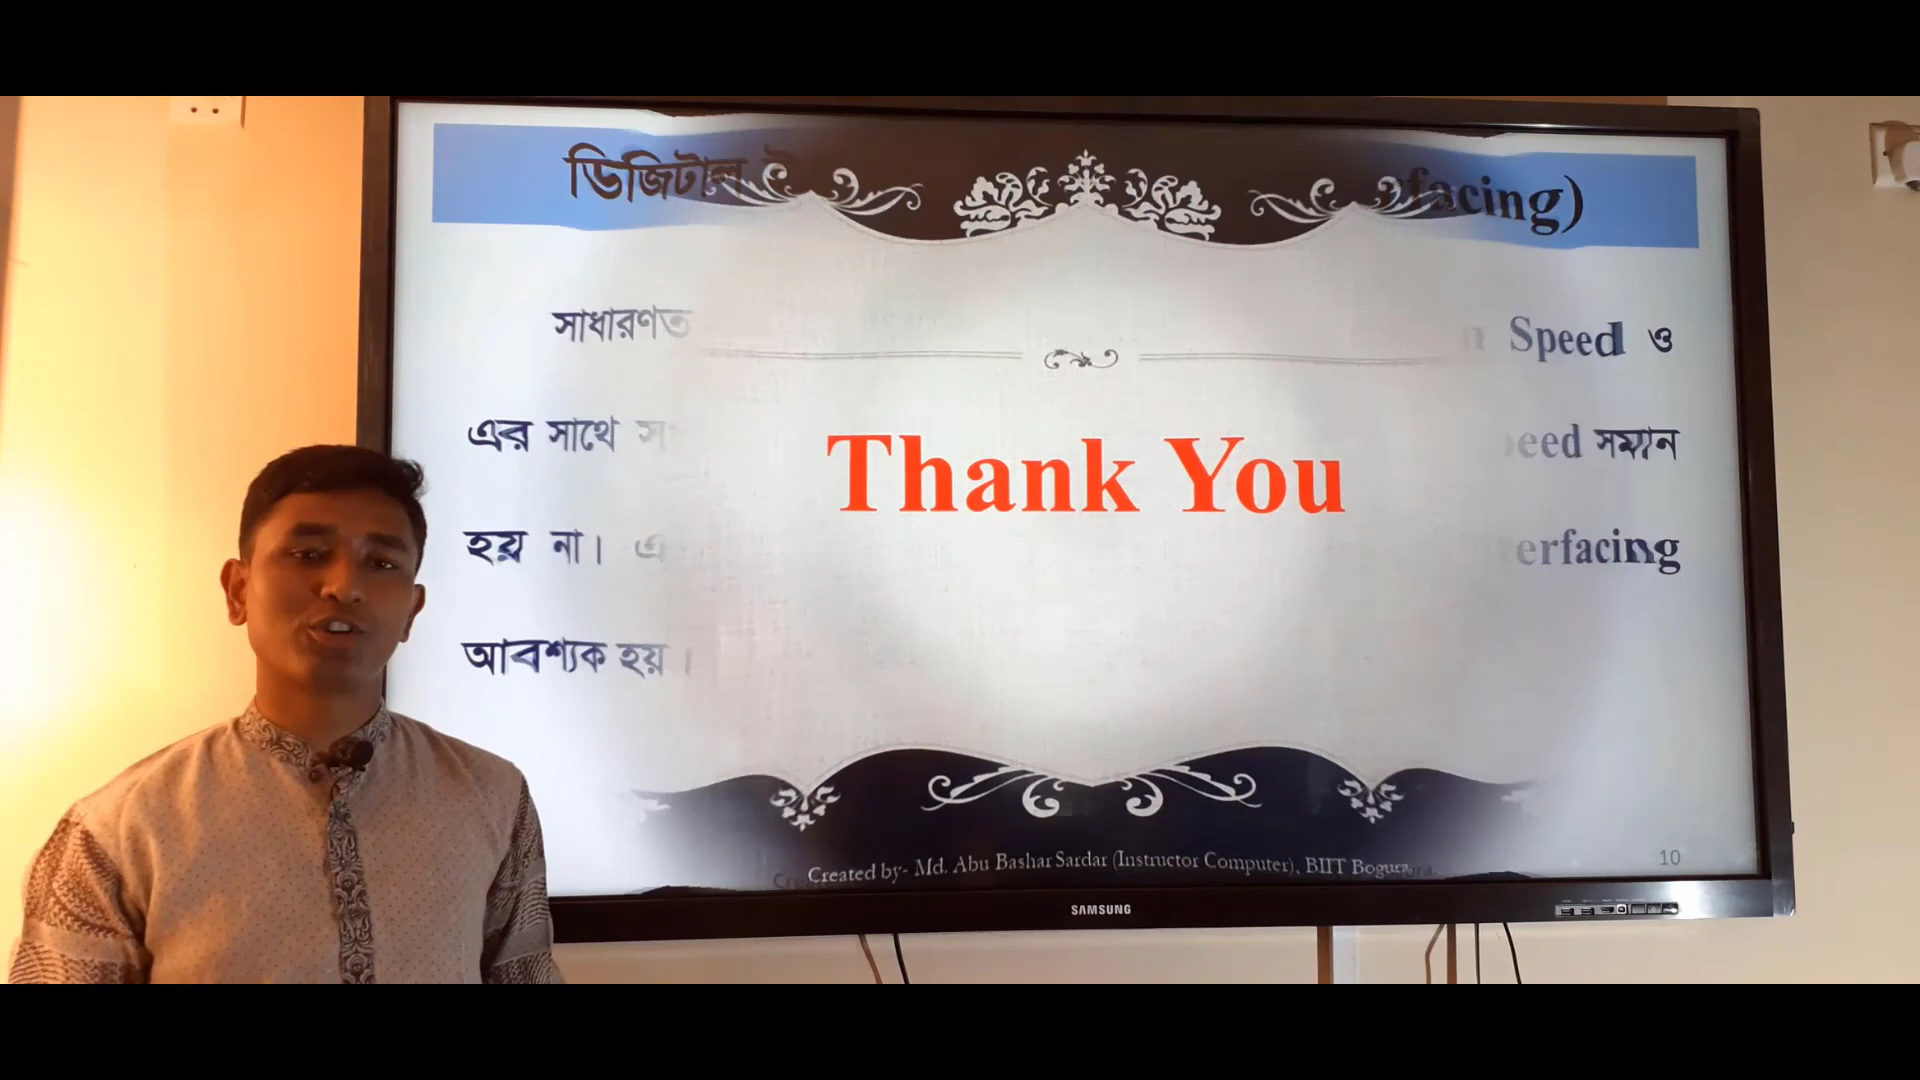 ডিজিটাল facing)
সাধারণত Speed ও
এর সাথে eed সমান
Thank You
হয় না। এ erfacing
আবশ্যক হয় ।
Created by- Md. Abu Bashar Sardar (Instructor Computer), BIIT Bogura.
10
SAMSUNG